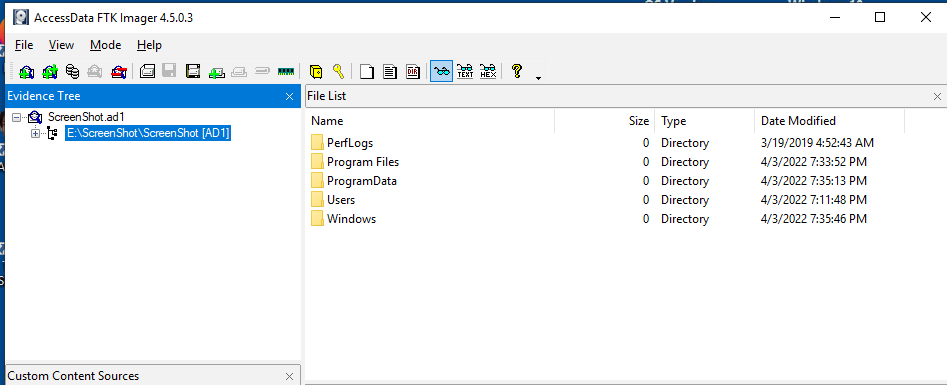 AccessData FTK Imager 4.5.0.3
File View Mode Help
TEXT HEX
Evidence Tree
File List
ScreenShot.ad1
E:\ScreenShot\ScreenShot [AD1]
Name Size Type Date Modified
PerfLogs 0 Directory 3/19/2019 4:52:43 AM
Program Files 0 Directory 4/3/2022 7:33:52 PM
ProgramData 0 Directory 4/3/2022 7:35:13 PM
Users 0 Directory 4/3/2022 7:11:48 PM
Windows 0 Directory 4/3/2022 7:35:46 PM
Custom Content Sources